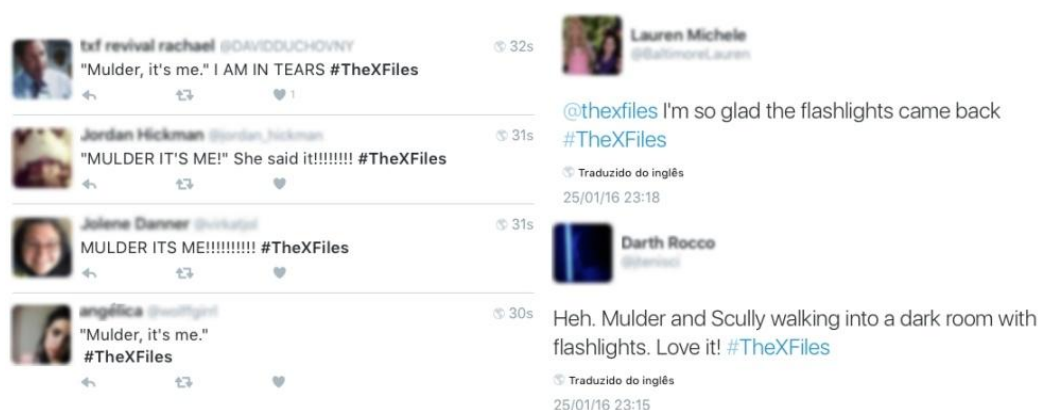 txf revival rachael @DAVIDDUCHOVNY 32s
"Mulder, it's me." I AM IN TEARS #TheXFiles
1
Jordan Hickman @jordan_hickman 31s
"MULDER IT'S ME!" She said it!!!!!!!! #TheXFiles
Jolene Danner 31s
MULDER ITS ME!!!!!!!!!! #TheXFiles
angélica 30s
"Mulder, it's me."
#TheXFiles
Lauren Michele
@BaltimoreLauren
@thexfiles I'm so glad the flashlights came back
#TheXFiles
Traduzido do inglês
25/01/16 23:18
Darth Rocco
Heh. Mulder and Scully walking into a dark room with
flashlights. Love it! #TheXFiles
Traduzido do inglês
25/01/16 23:15